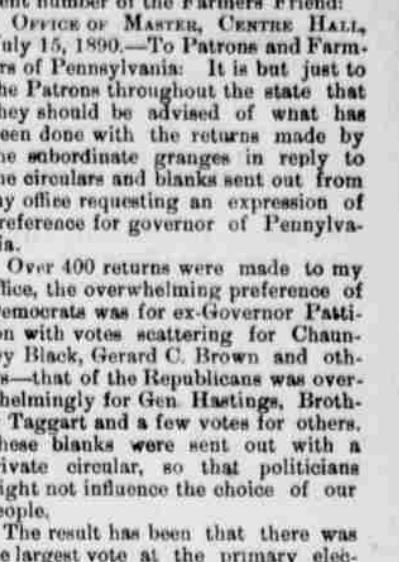 ent number of the Farmers Friend:
OFFICE OF MASTER, CENTRE HALL,
uly 15, 1890.—To Patrons and Farm-
rs of Pennsylvania: It is but just to
he Patrons throughout the state that
hey should be advised of what has
een done with the returns made by
he subordinate granges in reply to
he circulars and blanks sent out from
y office requesting an expression of
reference for governor of Pennylva-
ia.
Over 400 returns were made to my
ffice, the overwhelming preference of
emocrats was for ex-Governor Patti-
on with votes scattering for Chaun-
ey Black, Gerard C. Brown and oth-
s—that of the Republicans was over-
helmingly for Gen. Hastings, Broth-
Taggart and a few votes for others.
hese blanks were sent out with a
rivate circular, so that politicians
ight not influence the choice of our
eople.
The result has been that there was
e largest vote at the primary elec-